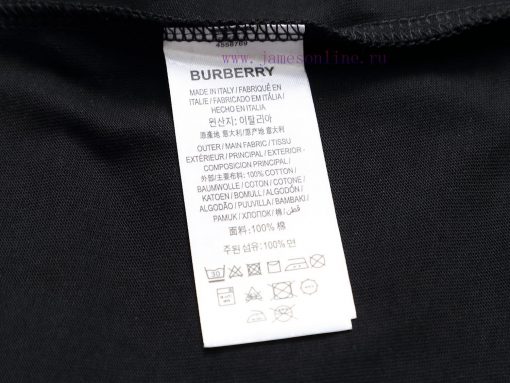 www.jamesonline.ru
4558769
BURBERRY
MADE IN ITALY / FABRIQUÉ EN
ITALIE / FABRICADO EM ITÁLIA /
HECHO EN ITALIA
원산지: 이탈리아
原產地 意大利 / 原产地 意大利
OUTER / MAIN FABRIC / TISSU
EXTÉRIEUR / PRINCIPAL / EXTERIOR -
COMPOSICIÓN PRINCIPAL /
外部/主要布料: 100% COTTON /
BAUMWOLLE / COTON / COTONE /
KATOEN / BOMULL / ALGODÓN /
ALGODÃO / PUUVILLA / BAMBAKI /
PAMUK / ХЛОПОК / 棉 / قطن
面料: 100% 棉
주된 섬유: 100% 면
30